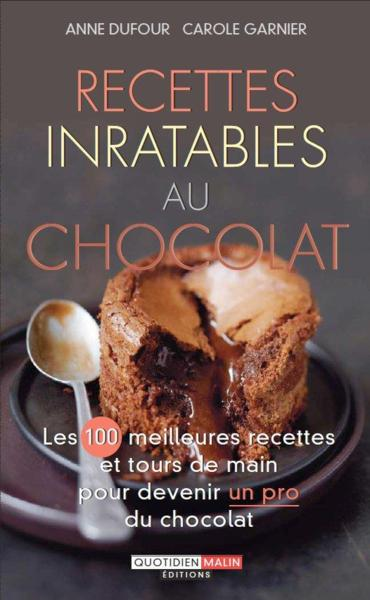 ANNE DUFOUR CAROLE GARNIER
RECETTES
INRATABLES
AU
CHOCOLAT
Les 100 meilleures recettes
et tours de main
pour devenir un pro
du chocolat
QUOTIDIEN MALIN
ÉDITIONS